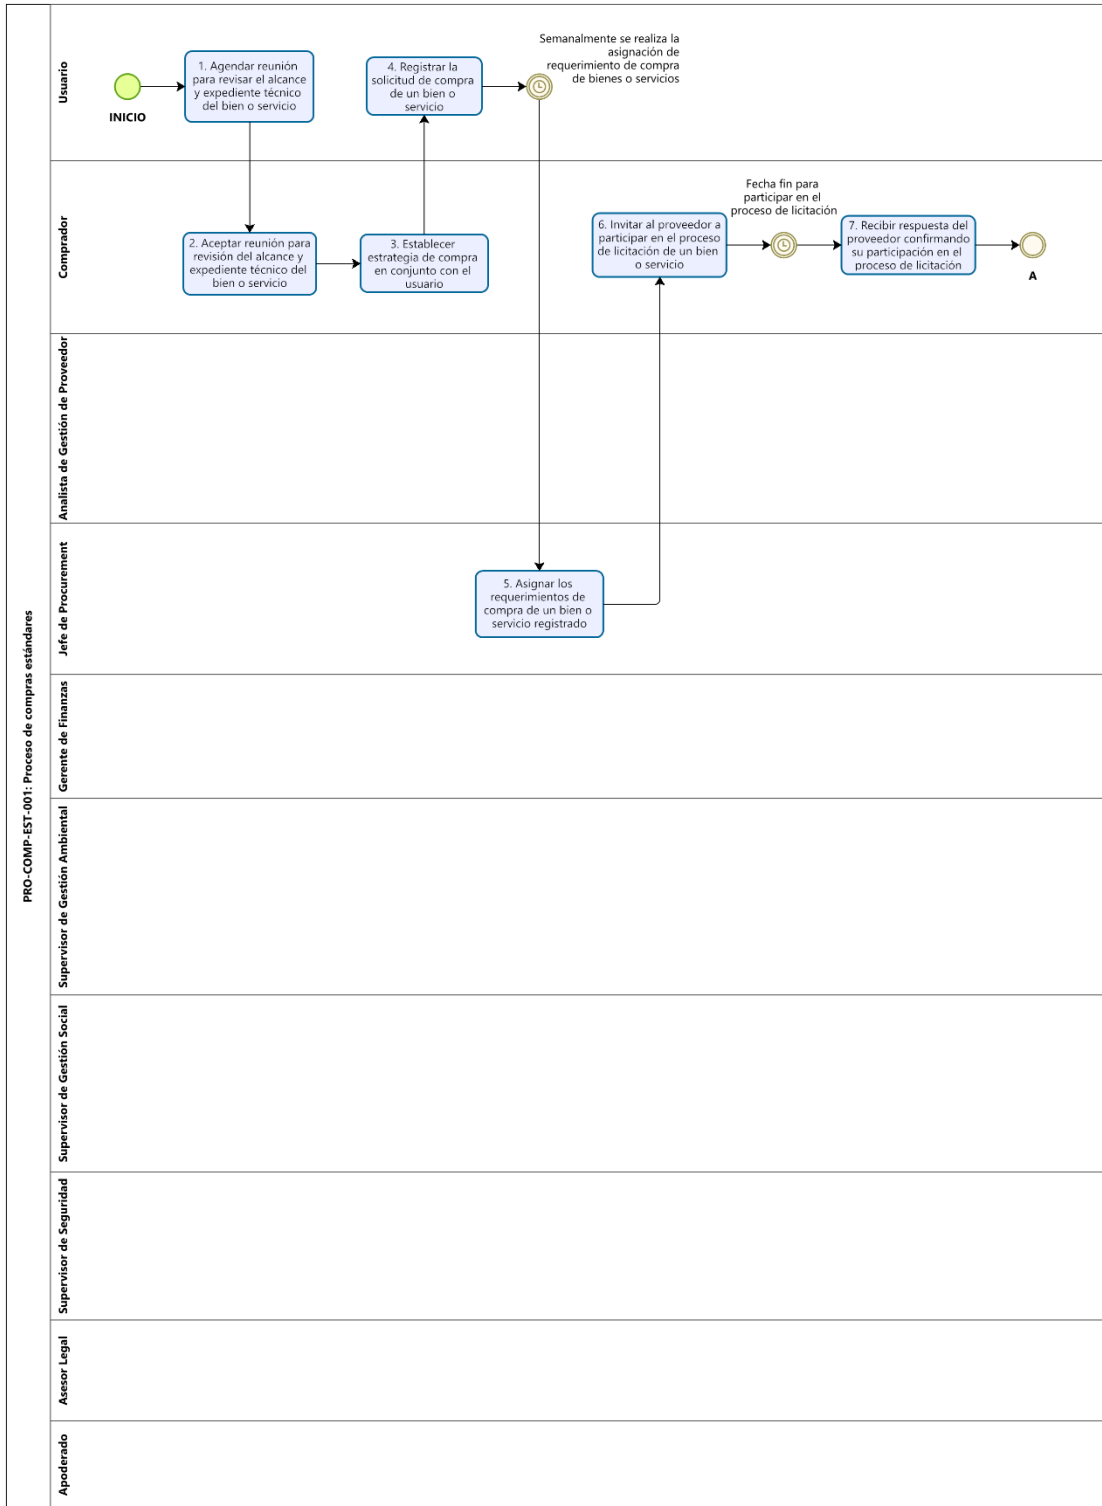 PRO-COMP-EST-001: Proceso de compras estándares
Usuario
INICIO
1. Agendar reunión
para revisar el alcance
y expediente técnico
del bien o servicio
4. Registrar la
solicitud de compra
de un bien o
servicio
Semanalmente se realiza la
asignación de
requerimiento de compra
de bienes o servicios
Comprador
2. Aceptar reunión para
revisión del alcance y
expediente técnico del
bien o servicio
3. Establecer
estrategia de compra
en conjunto con el
usuario
6. Invitar al proveedor a
participar en el proceso
de licitación de un bien
o servicio
Fecha fin para
participar en el
proceso de licitación
7. Recibir respuesta del
proveedor confirmando
su participación en el
proceso de licitación
A
Analista de Gestión de Proveedor
Jefe de Procurement
5. Asignar los
requerimientos de
compra de un bien o
servicio registrado
Gerente de Finanzas
Supervisor de Gestión Ambiental
Supervisor de Gestión Social
Supervisor de Seguridad
Asesor Legal
Apoderado